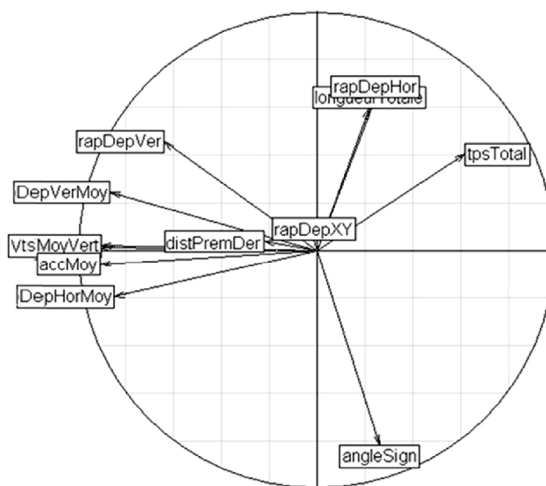 rapDepHor
longueurTotale
rapDepVer
tpsTotal
DepVerMoy
rapDepXY
distPremDer
vtsMoyVert
accMoy
DepHorMoy
angleSign